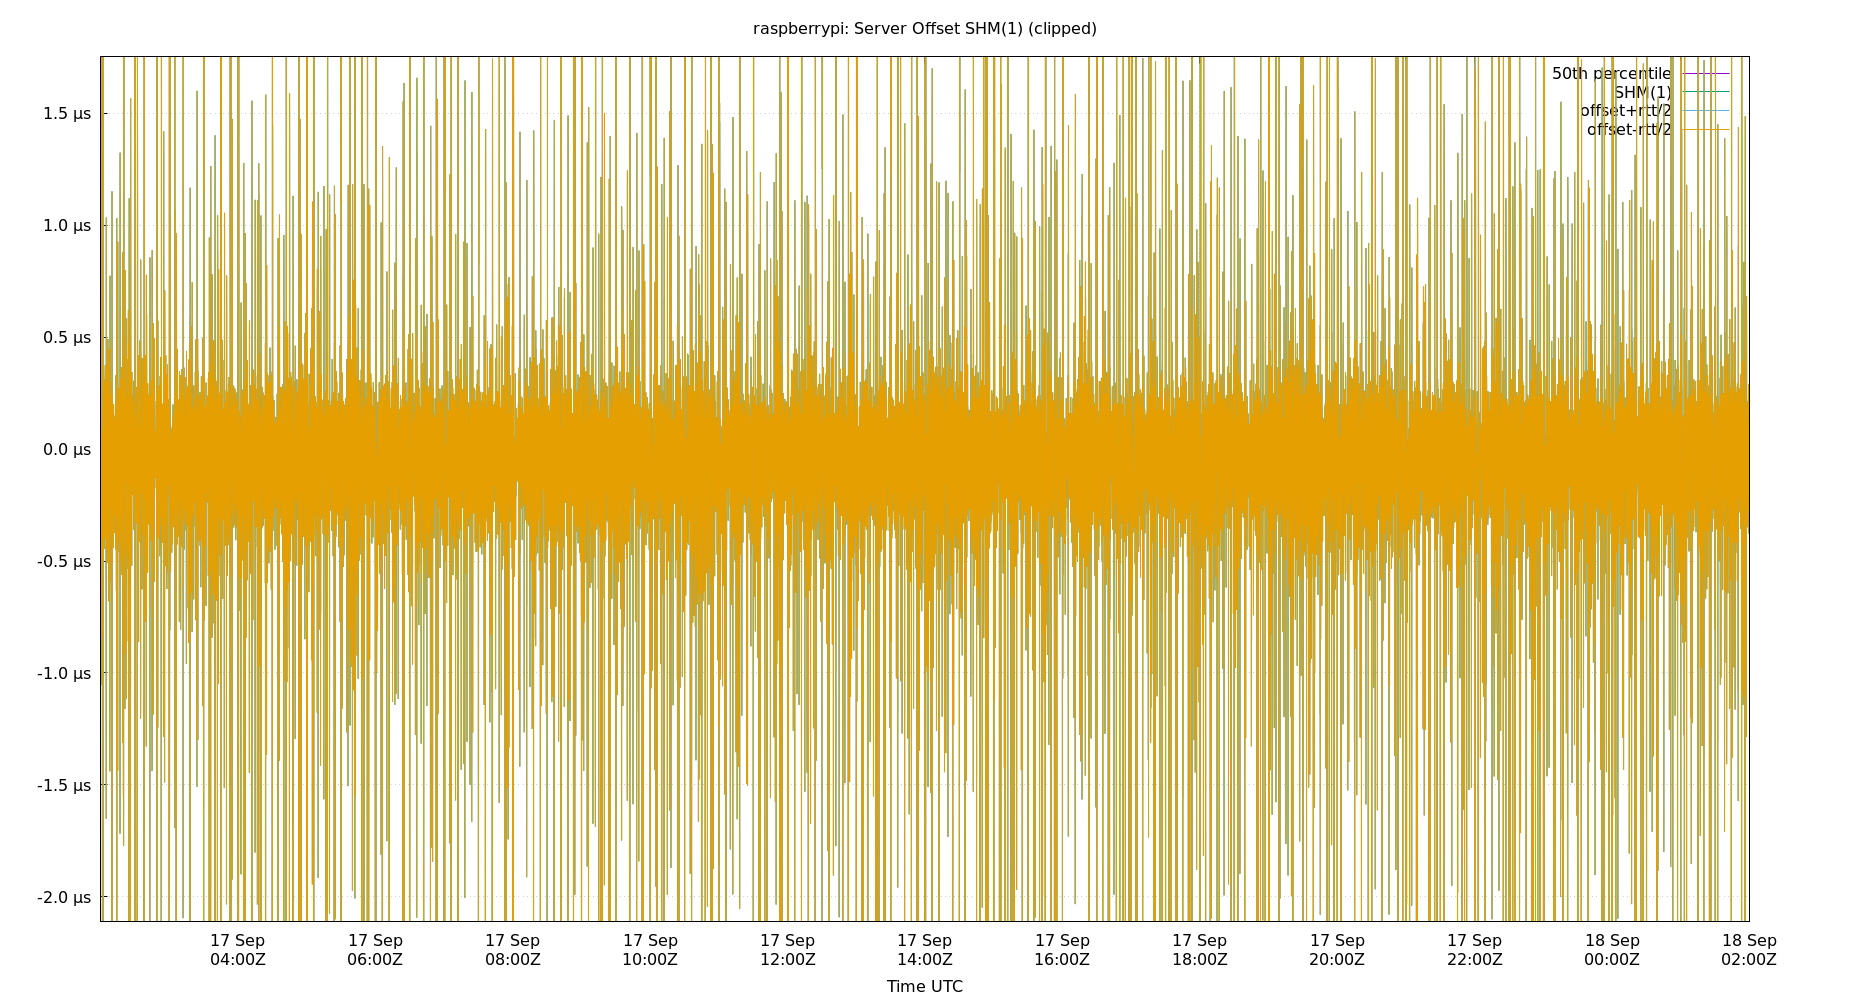 raspberrypi: Server Offset SHM(1) (clipped)
50th percentile
SHM(1)
offset+rtt/2
offset-rtt/2
1.5 µs
1.0 µs
0.5 µs
0.0 µs
-0.5 µs
-1.0 µs
-1.5 µs
-2.0 µs
17 Sep 17 Sep 17 Sep 17 Sep 17 Sep 17 Sep 17 Sep 17 Sep 17 Sep 17 Sep 18 Sep 18 Sep
04:00Z 06:00Z 08:00Z 10:00Z 12:00Z 14:00Z 16:00Z 18:00Z 20:00Z 22:00Z 00:00Z 02:00Z
Time UTC